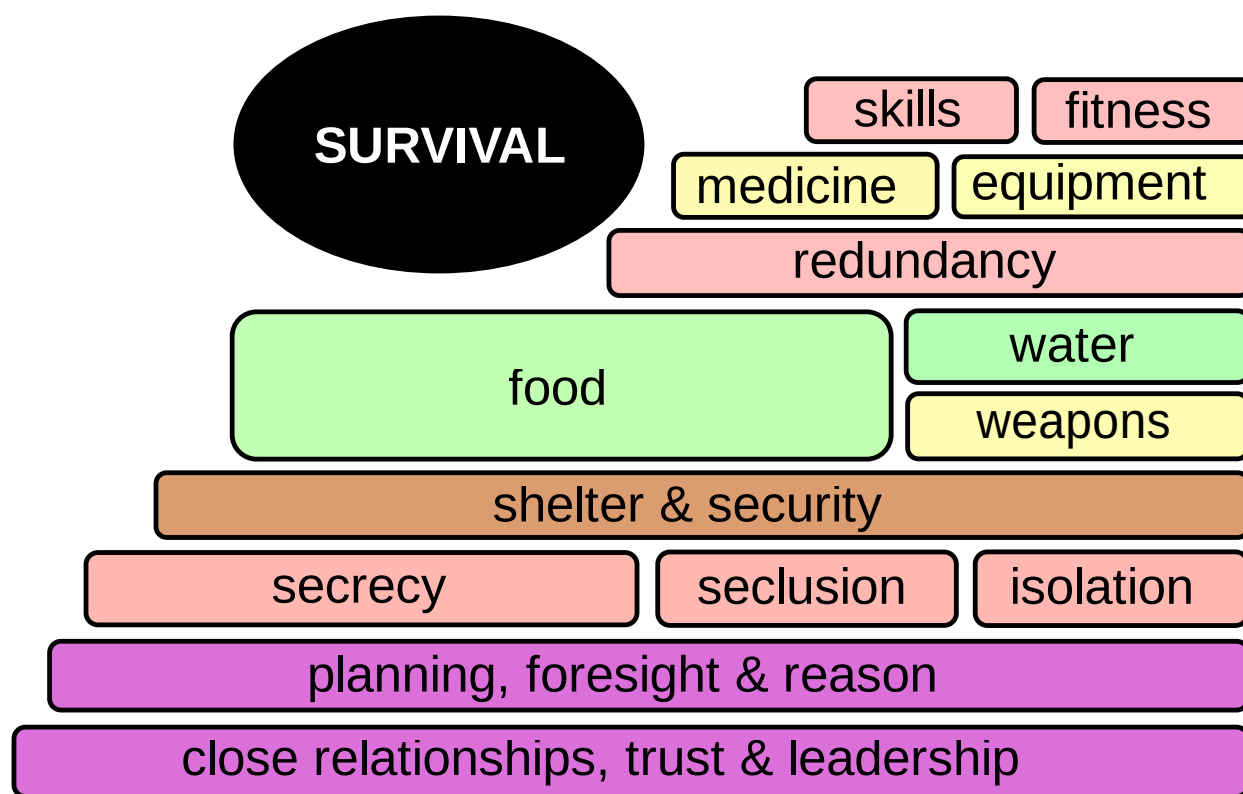 SURVIVAL
skills fitness
medicine equipment
redundancy
food
water
weapons
shelter & security
secrecy seclusion isolation
planning, foresight & reason
close relationships, trust & leadership